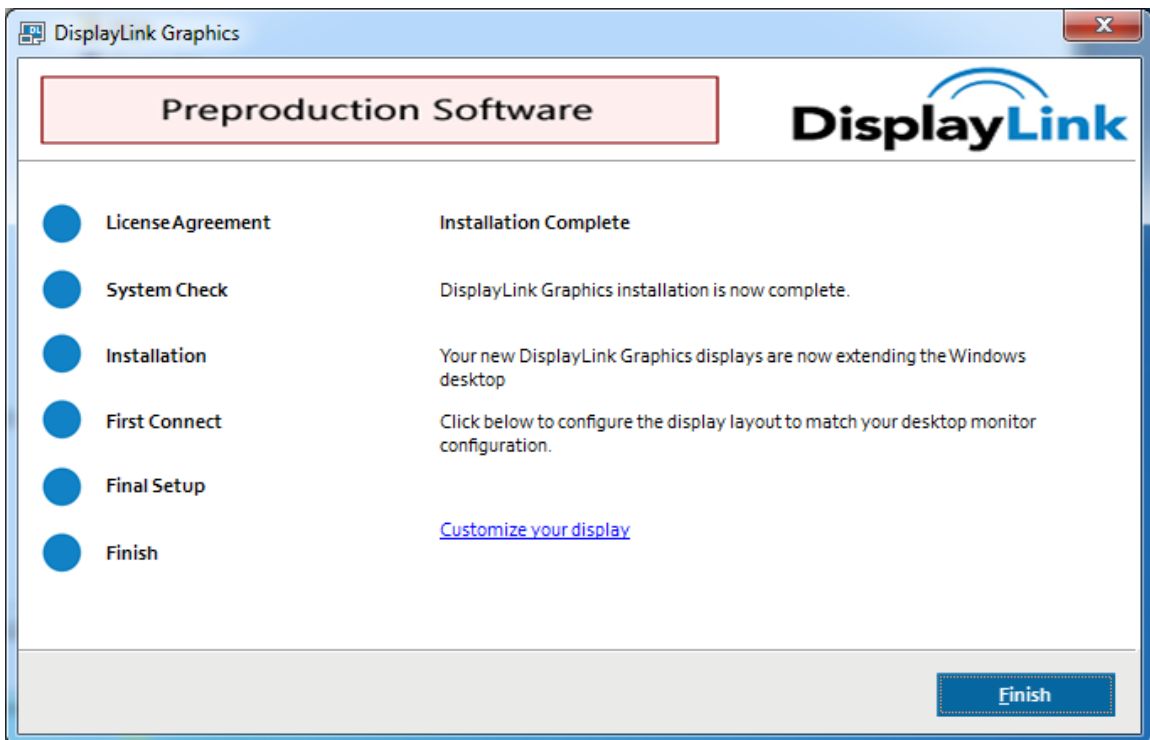 DisplayLink Graphics
Preproduction Software
DisplayLink
License Agreement
System Check
Installation
First Connect
Final Setup
Finish
Installation Complete
DisplayLink Graphics installation is now complete.
Your new DisplayLink Graphics displays are now extending the Windows
desktop
Click below to configure the display layout to match your desktop monitor
configuration.
Customize your display
Finish